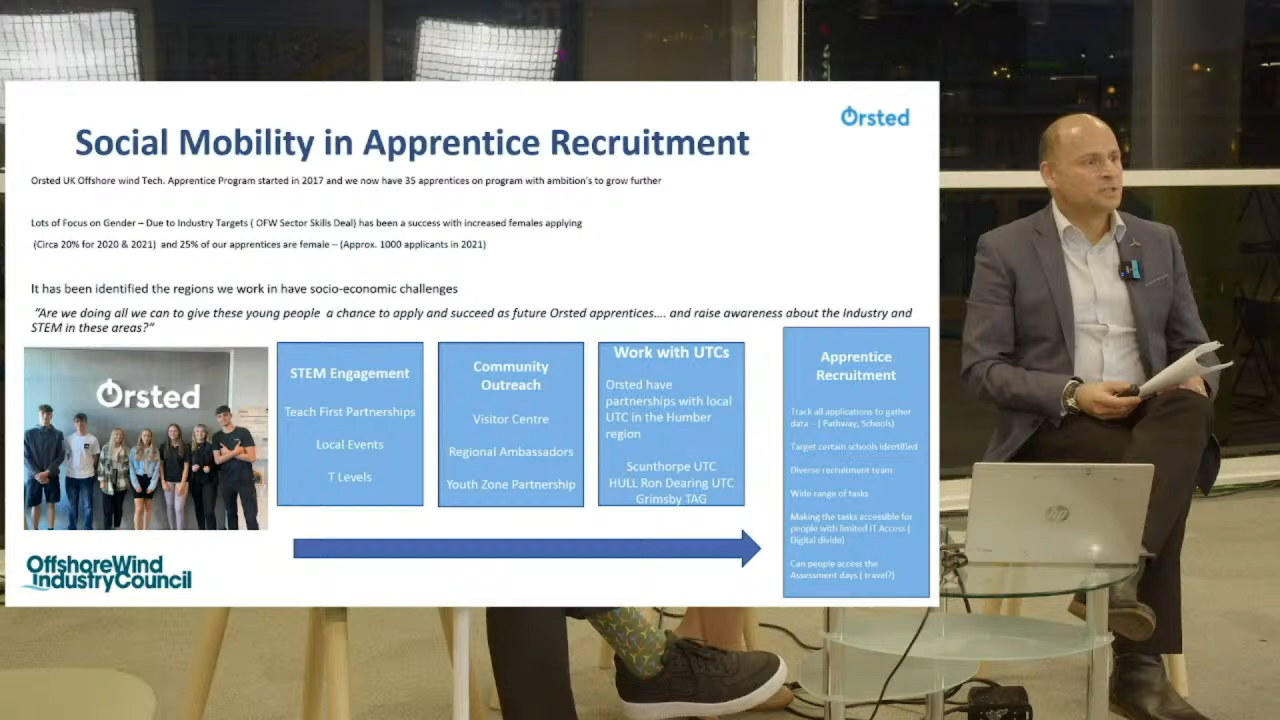 Orsted
Social Mobility in Apprentice Recruitment
Orsted UK Offshore wind Tech. Apprentice Program started in 2017 and we now have 35 apprentices on program with ambition's to grow further
Lots of Focus on Gender – Due to Industry Targets ( OFW Sector Skills Deal) has been a success with increased females applying
(Circa 20% for 2020 & 2021) and 25% of our apprentices are female – (Approx. 1000 applicants in 2021)
It has been identified the regions we work in have socio-economic challenges
"Are we doing all we can to give these young people a chance to apply and succeed as future Orsted apprentices.... and raise awareness about the Industry and
STEM in these areas?"
Orsted
STEM Engagement
Teach First Partnerships
Local Events
T Levels
Community
Outreach
Visitor Centre
Regional Ambassadors
Youth Zone Partnership
Work with UTCs
Orsted have
partnerships with local
UTC in the Humber
region
Scunthorpe UTC
HULL Ron Dearing UTC
Grimsby TAG
Apprentice
Recruitment
Track all applications to gather
data - ( Pathway, Schools)
Target certain schools identified
Diverse recruitment team
Wide range of tasks
Making the tasks accessible for
people with limited IT Access (
Digital divide)
Can people access the
Assessment days ( travel?)
OffshoreWind
IndustryCouncil
hp